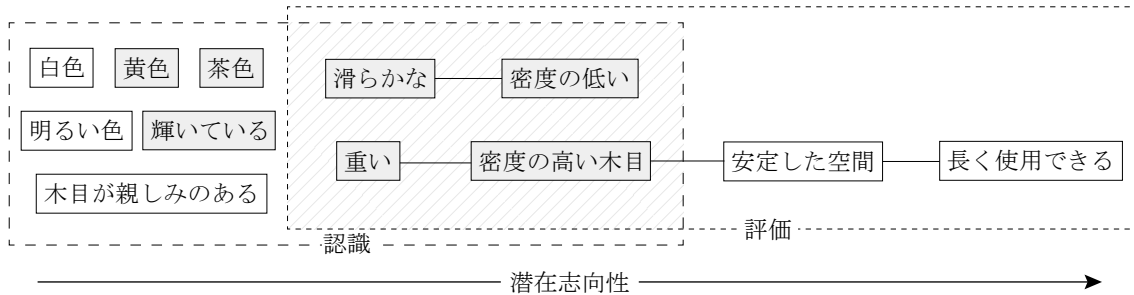 白色 黄色 茶色
明るい色 輝いている
木目が親しみのある
滑らかな 密度の低い
重い 密度の高い木目 安定した空間 長く使用できる
認識
評価
潜在志向性